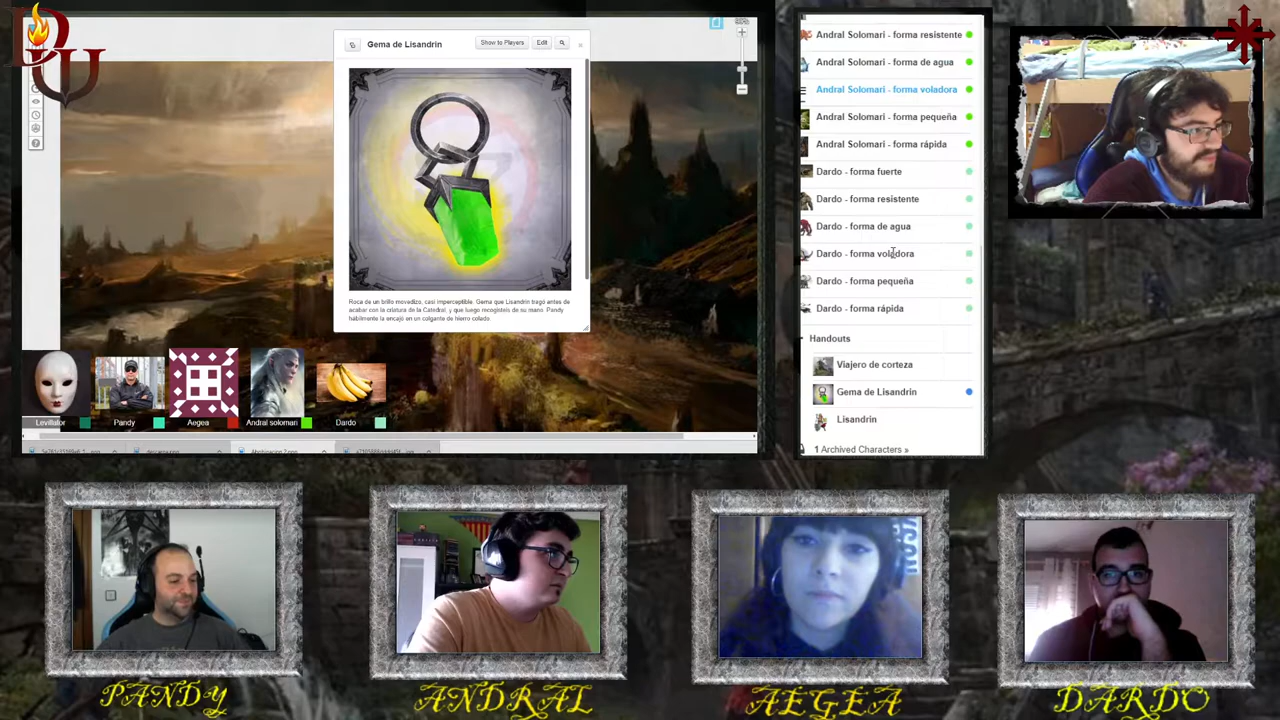 DU
Gema de Lisandrin
Show to Players
Edit
Roca de un brillo movedizo, casi imperceptible. Gema que Lisandrin tragó antes de
acabar con la criatura de la Catedral, y que luego recogisteis de su mano. Pandy
hábilmente la encajó en un colgante de hierro colado.
Levillator
Pandy
Aegea
Andral solomari
Dardo
Andral Solomari - forma resistente
Andral Solomari - forma de agua
Andral Solomari - forma voladora
Andral Solomari - forma pequeña
Andral Solomari - forma rápida
Dardo - forma fuerte
Dardo - forma resistente
Dardo - forma de agua
Dardo - forma voladora
Dardo - forma pequeña
Dardo - forma rápida
Handouts
Viajero de corteza
Gema de Lisandrin
Lisandrin
1 Archived Characters »
PANDY
ANDRAL
AEGEA
DARDO